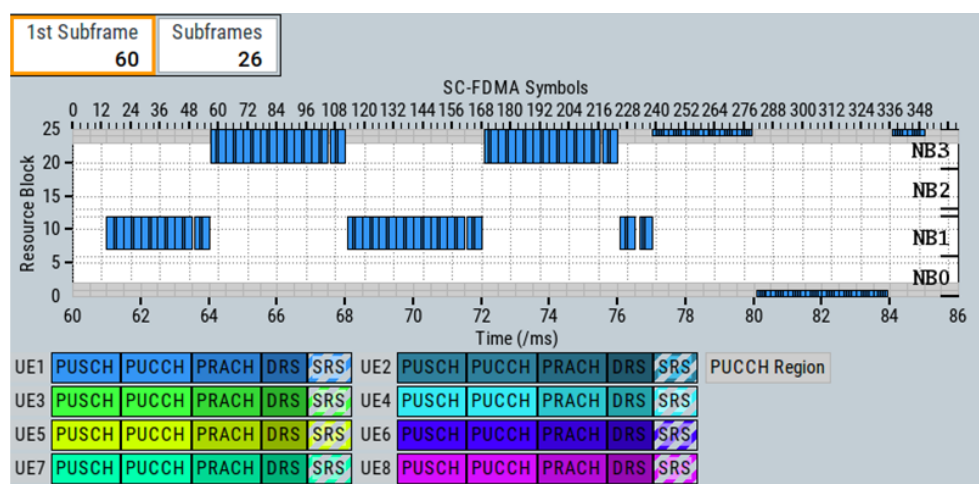 1st Subframe Subframes
60 26
SC-FDMA Symbols
0 12 24 36 48 60 72 84 96 108 120 132 144 156 168 180 192 204 216 228 240 252 264 276 288 300 312 324 336 348
25
20
15
10
5
0
Resource Block
NB3
NB2
NB1
NB0
60 62 64 66 68 70 72 74 76 78 80 82 84 86
Time (/ms)
UE1 PUSCH PUCCH PRACH DRS SRS UE2 PUSCH PUCCH PRACH DRS SRS PUCCH Region
UE3 PUSCH PUCCH PRACH DRS SRS UE4 PUSCH PUCCH PRACH DRS SRS
UE5 PUSCH PUCCH PRACH DRS SRS UE6 PUSCH PUCCH PRACH DRS SRS
UE7 PUSCH PUCCH PRACH DRS SRS UE8 PUSCH PUCCH PRACH DRS SRS